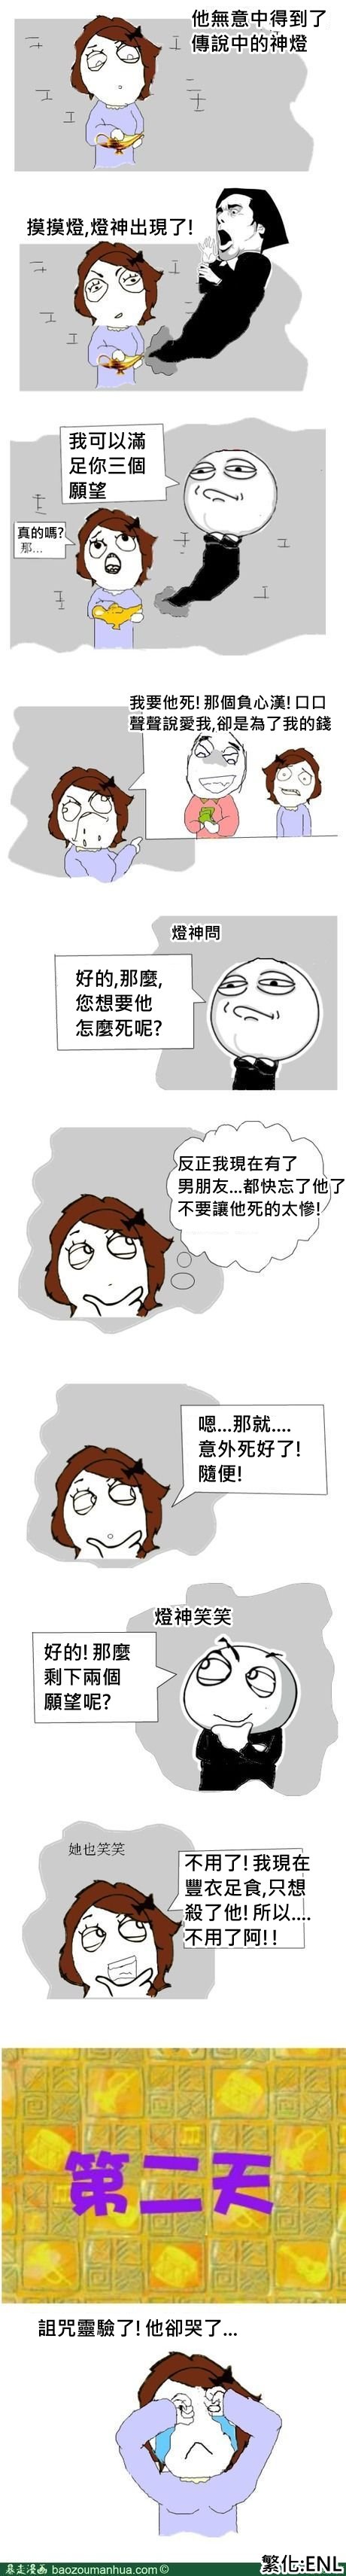 他無意中得到了
傳說中的神燈
摸摸燈,燈神出現了!
我可以滿
足你三個
願望
真的嗎?
那...
我要他死!那個負心漢!口口
聲聲說愛我,卻是為了我的錢
燈神問
好的,那麼,
您想要他
怎麼死呢?
反正我現在有了
男朋友...都快忘了他了
不要讓他死的太慘!
嗯...那就....
意外死好了!
隨便!
燈神笑笑
好的!那麼
剩下兩個
願望呢?
她也笑笑
不用了!我現在
豐衣足食,只想
殺了他!所以....
不用了阿!!
第二天
詛咒靈驗了!他卻哭了...
繁化:ENL
暴走漫画 baozoumanhua.com ©